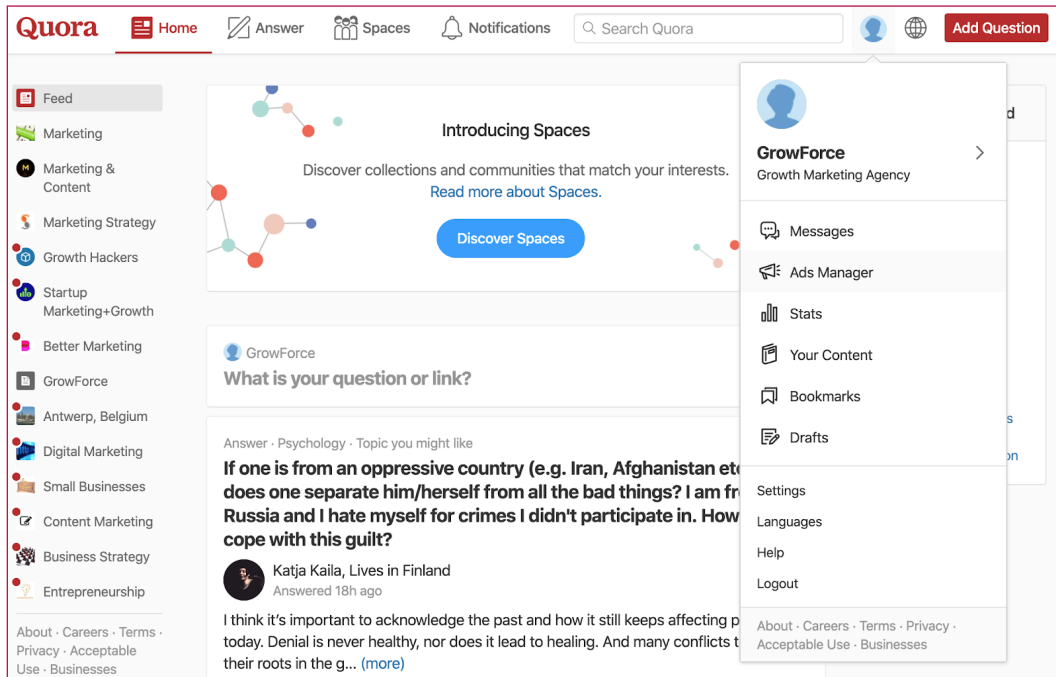 Quora
Home
Answer
Spaces
Notifications
Search Quora
Add Question
Feed
Marketing
Marketing &
Content
Marketing Strategy
Growth Hackers
Startup
Marketing+Growth
Better Marketing
GrowForce
Antwerp, Belgium
Digital Marketing
Small Businesses
Content Marketing
Business Strategy
Entrepreneurship
About · Careers · Terms ·
Privacy · Acceptable
Use · Businesses
Introducing Spaces
Discover collections and communities that match your interests.
Read more about Spaces.
Discover Spaces
GrowForce
What is your question or link?
Answer · Psychology · Topic you might like
If one is from an oppressive country (e.g. Iran, Afghanistan etc
does one separate him/herself from all the bad things? I am fr
Russia and I hate myself for crimes I didn't participate in. How
cope with this guilt?
Katja Kaila, Lives in Finland
Answered 18h ago
I think it's important to acknowledge the past and how it still keeps affecting p
today. Denial is never healthy, nor does it lead to healing. And many conflicts t
their roots in the g... (more)
GrowForce
Growth Marketing Agency
Messages
Ads Manager
Stats
Your Content
Bookmarks
Drafts
Settings
Languages
Help
Logout
About · Careers · Terms · Privacy ·
Acceptable Use · Businesses
d
s
on